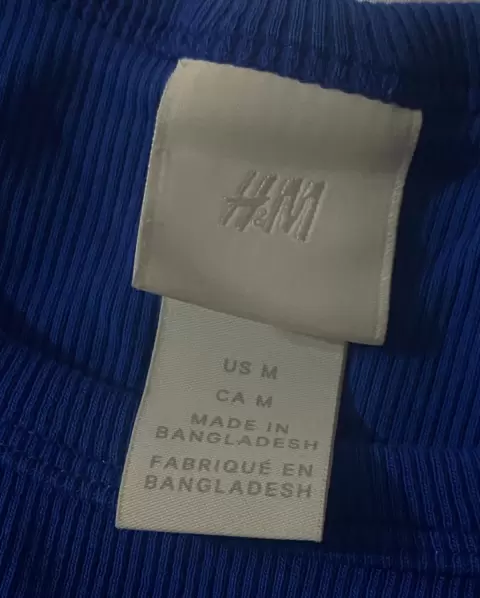 H&M
US M
CA M
MADE IN
BANGLADESH
FABRIQUÉ EN
BANGLADESH